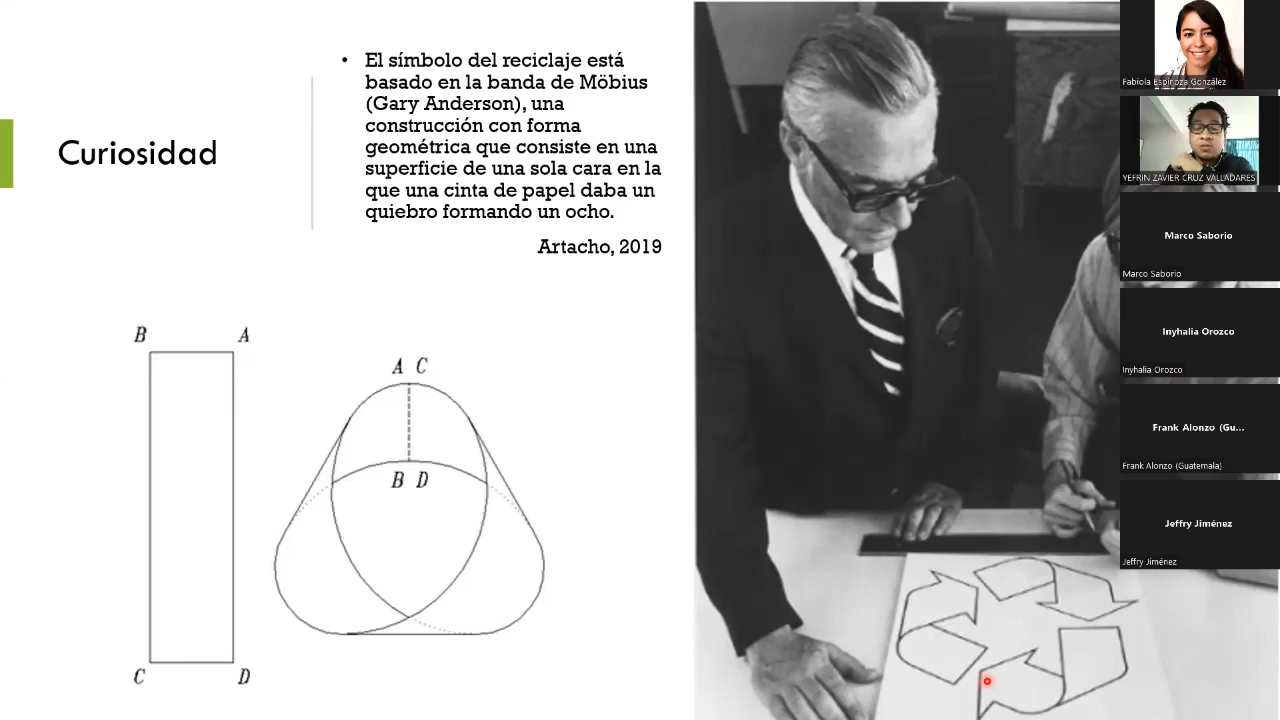 Curiosidad
• El símbolo del reciclaje está
basado en la banda de Möbius
(Gary Anderson), una
construcción con forma
geométrica que consiste en una
superficie de una sola cara en la
que una cinta de papel daba un
quiebro formando un ocho.
Artacho, 2019
B A
C D
A C
B D
Fabiola Espinoza González
YEFRIN ZAVIER CRUZ VALLADARES
Marco Saborio
Marco Saborio
Inyhalia Orozco
Inyhalia Orozco
Frank Alonzo (Gu...
Frank Alonzo (Guatemala)
Jeffry Jiménez
Jeffry Jiménez